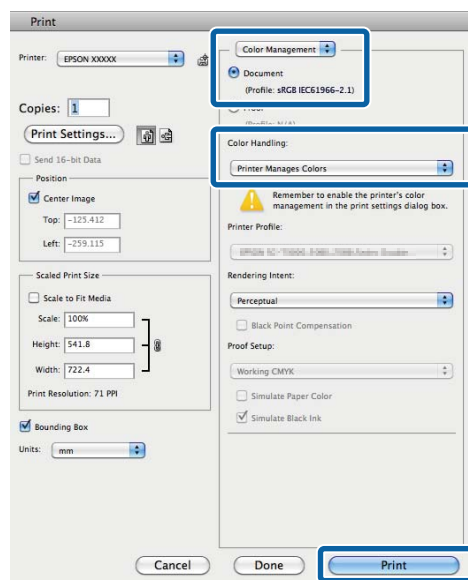 Print
Printer: EPSON XXXXX
Copies: 1
Print Settings...
Send 16-bit Data
Position
Center Image
Top: -125.412
Left: -259.115
Scaled Print Size
Scale to Fit Media
Scale: 100%
Height: 541.8
Width: 722.4
Print Resolution: 71 PPI
Bounding Box
Units: mm
Color Management
Document
(Profile: sRGB IEC61966-2.1)
Color Handling:
Printer Manages Colors
Remember to enable the printer's color
management in the print settings dialog box.
Printer Profile:
Rendering Intent:
Perceptual
Black Point Compensation
Proof Setup:
Working CMYK
Simulate Paper Color
Simulate Black Ink
Cancel
Done
Print